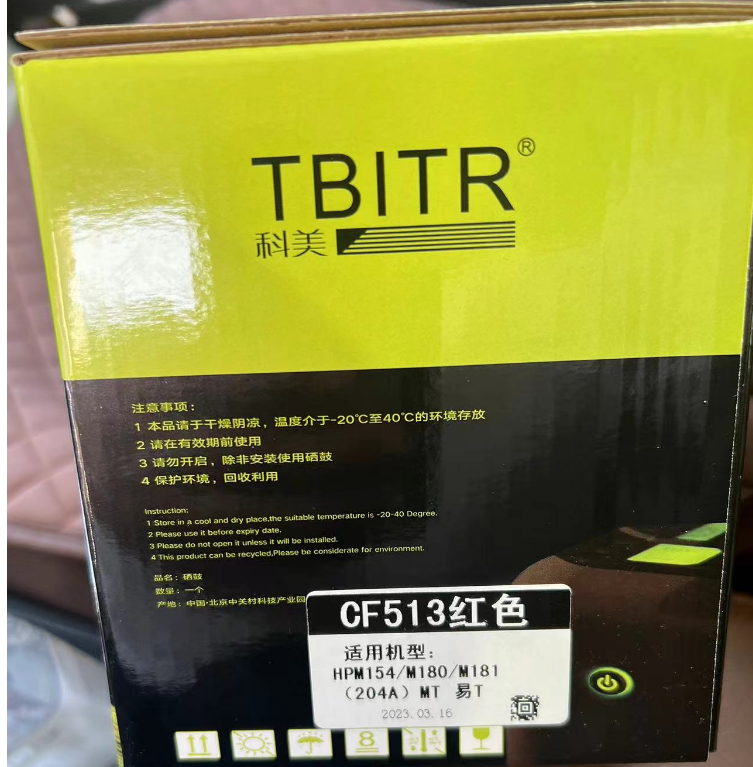 TBITR®
科美
注意事项：
1 本品请于干燥阴凉，温度介于-20℃至40℃的环境存放
2 请在有效期前使用
3 请勿开启，除非安装使用硒鼓
4 保护环境，回收利用
Instruction:
1 Store in a cool and dry place,the suitable temperature is -20-40 Degree.
2 Please use it before expiry date.
3 Please do not open it unless it will be installed.
4 This product can be recycled,Please be considerate for environment.
品名：硒鼓
数量：一个
产地：中国·北京中关村科技产业园
CF513红色
适用机型：
HPM154/M180/M181
（204A）MT 易T
2023.03.16
8